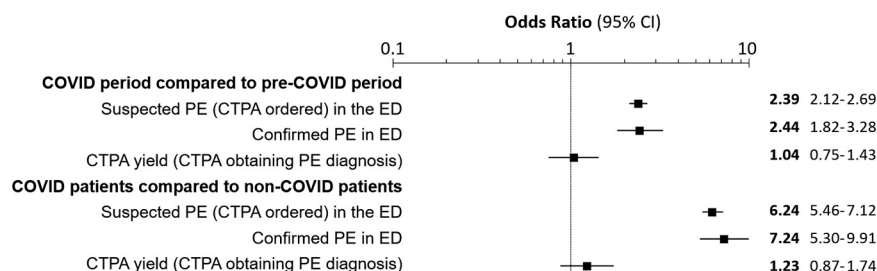 Odds Ratio (95% CI)
0.1 1 10
COVID period compared to pre-COVID period
Suspected PE (CTPA ordered) in the ED 2.39 2.12-2.69
Confirmed PE in ED 2.44 1.82-3.28
CTPA yield (CTPA obtaining PE diagnosis) 1.04 0.75-1.43
COVID patients compared to non-COVID patients
Suspected PE (CTPA ordered) in the ED 6.24 5.46-7.12
Confirmed PE in ED 7.24 5.30-9.91
CTPA yield (CTPA obtaining PE diagnosis) 1.23 0.87-1.74